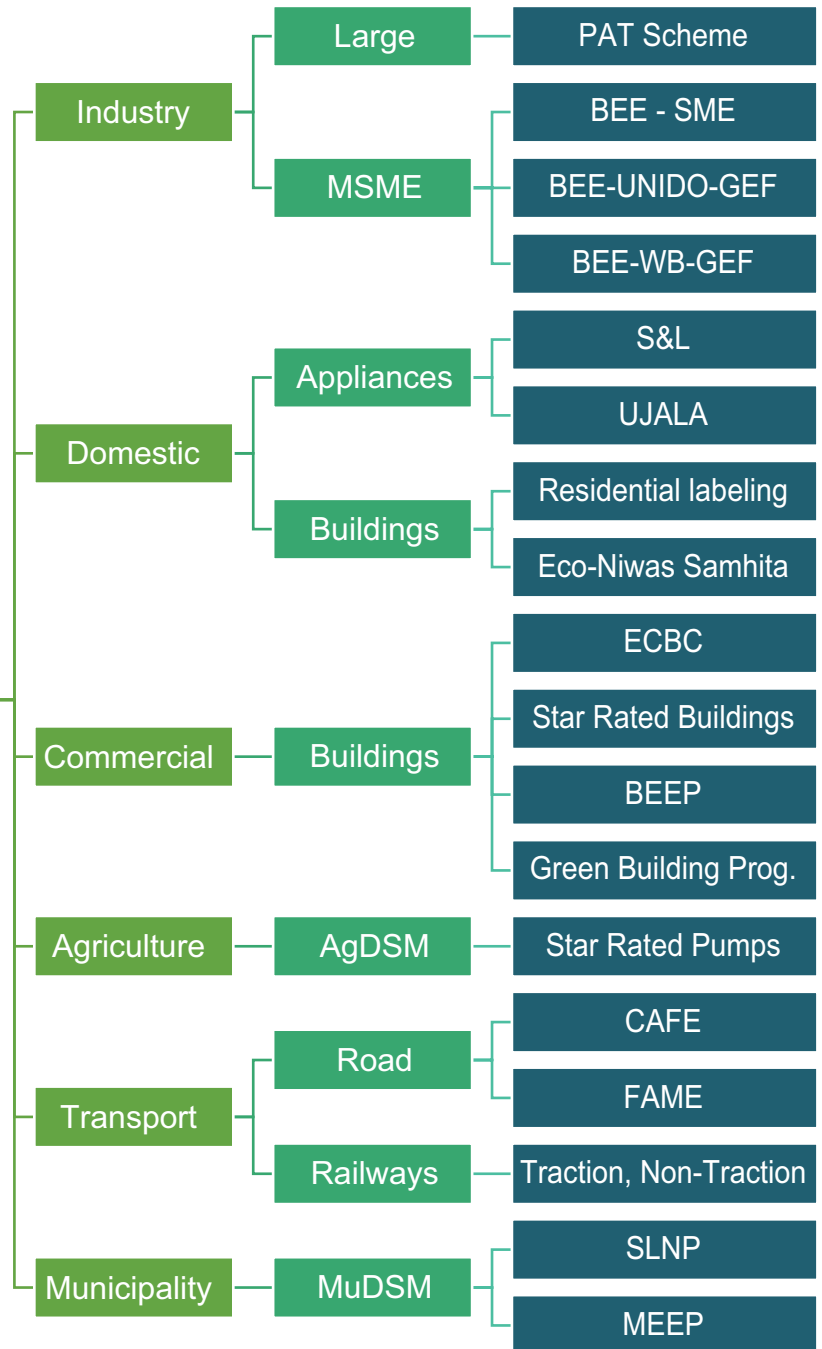 Industry
Large
PAT Scheme
MSME
BEE - SME
BEE-UNIDO-GEF
BEE-WB-GEF
Domestic
Appliances
S&L
UJALA
Buildings
Residential labeling
Eco-Niwas Samhita
Commercial
Buildings
ECBC
Star Rated Buildings
BEEP
Green Building Prog.
Agriculture
AgDSM
Star Rated Pumps
Transport
Road
CAFE
FAME
Railways
Traction, Non-Traction
Municipality
MuDSM
SLNP
MEEP